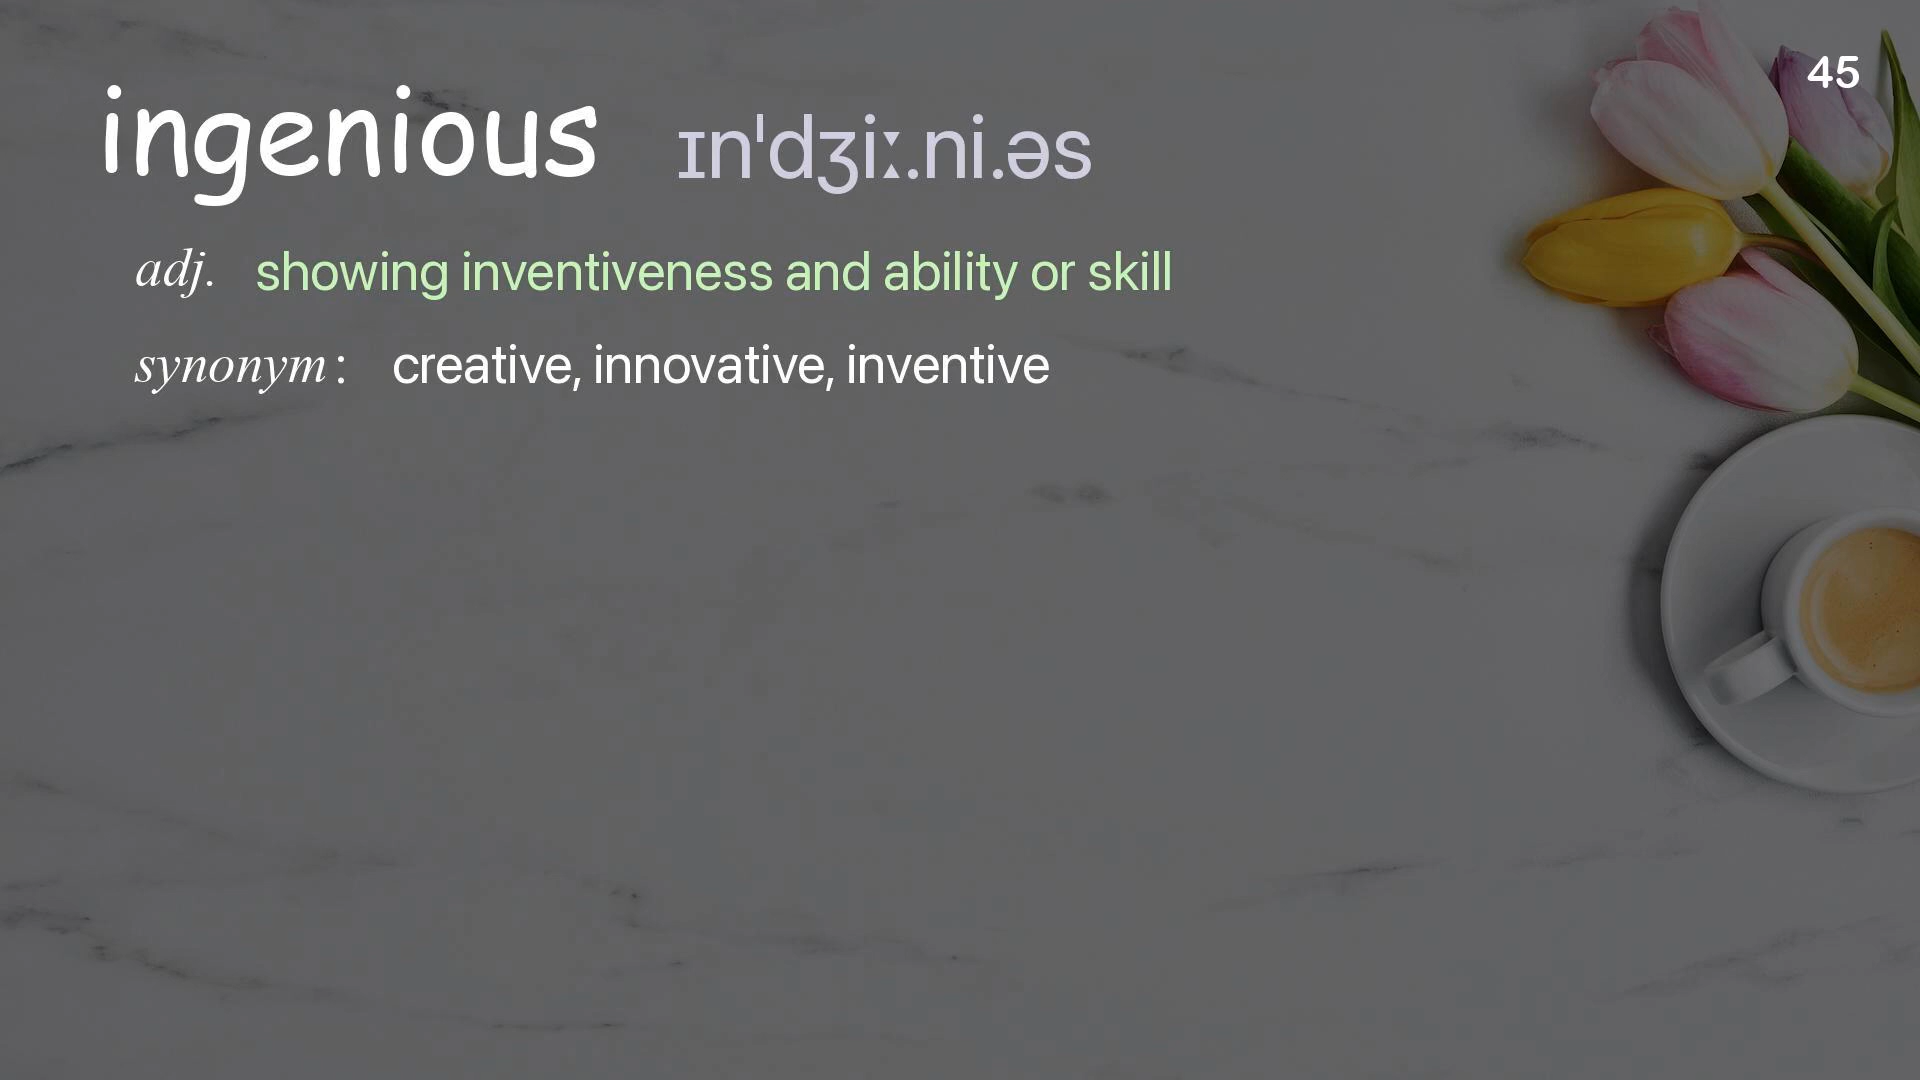 45
ingenious ɪnˈdʒiː.ni.əs
adj. showing inventiveness and ability or skill
synonym: creative, innovative, inventive